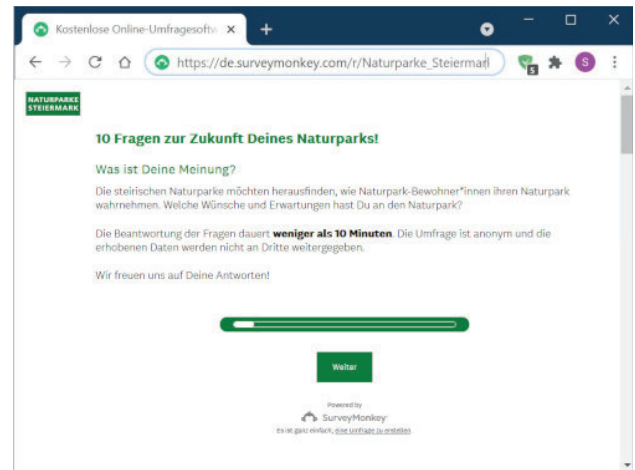 Kostenlose Online-Umfragesoftw
https://de.surveymonkey.com/r/Naturparke_Steiermark
5
S
NATURPARKE
STEIERMARK
10 Fragen zur Zukunft Deines Naturparks!
Was ist Deine Meinung?
Die steirischen Naturparke möchten herausfinden, wie Naturpark-Bewohner*innen ihren Naturpark
wahrnehmen. Welche Wünsche und Erwartungen hast Du an den Naturpark?
Die Beantwortung der Fragen dauert weniger als 10 Minuten. Die Umfrage ist anonym und die
erhobenen Daten werden nicht an Dritte weitergegeben.
Wir freuen uns auf Deine Antworten!
Weiter
Powered by
SurveyMonkey
Es ist ganz einfach, eine Umfrage zu erstellen.